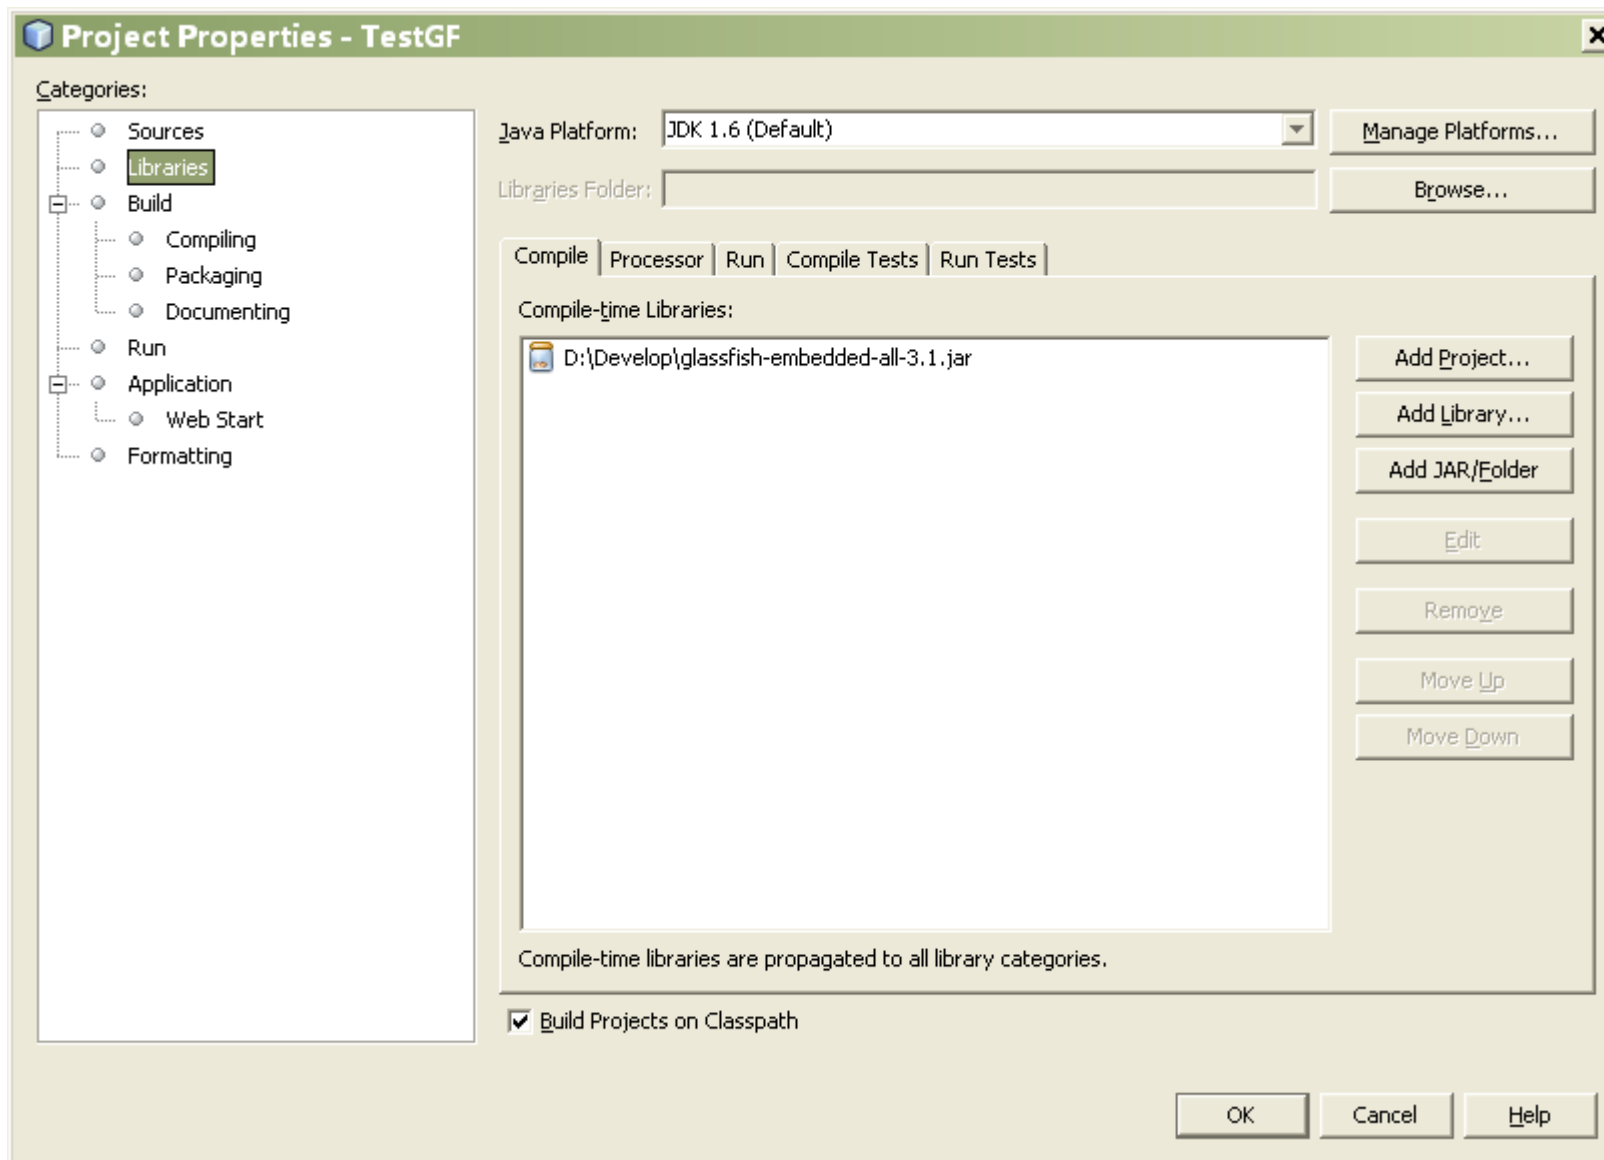 Project Properties - TestGF
Categories:
Sources
Libraries
Build
Compiling
Packaging
Documenting
Run
Application
Web Start
Formatting
Java Platform: JDK 1.6 (Default) Manage Platforms...
Libraries Folder: Browse...
Compile Processor Run Compile Tests Run Tests
Compile-time Libraries:
D:\Develop\glassfish-embedded-all-3.1.jar
Add Project...
Add Library...
Add JAR/Folder
Edit
Remove
Move Up
Move Down
Compile-time libraries are propagated to all library categories.
Build Projects on Classpath
OK Cancel Help